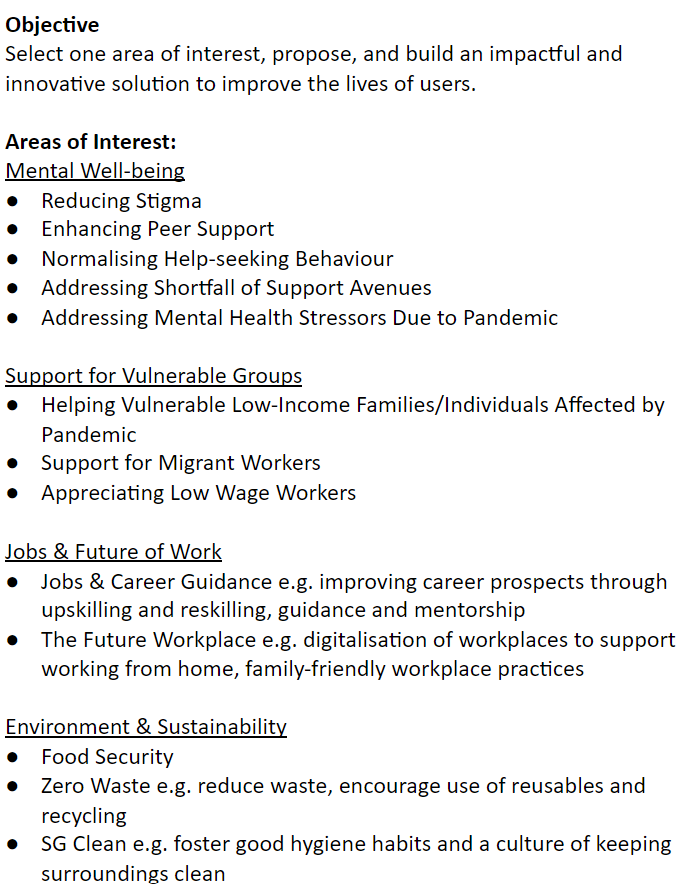 Objective
Select one area of interest, propose, and build an impactful and
innovative solution to improve the lives of users.
Areas of Interest:
Mental Well-being
● Reducing Stigma
● Enhancing Peer Support
● Normalising Help-seeking Behaviour
● Addressing Shortfall of Support Avenues
● Addressing Mental Health Stressors Due to Pandemic
Support for Vulnerable Groups
● Helping Vulnerable Low-Income Families/Individuals Affected by
Pandemic
● Support for Migrant Workers
● Appreciating Low Wage Workers
Jobs & Future of Work
● Jobs & Career Guidance e.g. improving career prospects through
upskilling and reskilling, guidance and mentorship
● The Future Workplace e.g. digitalisation of workplaces to support
working from home, family-friendly workplace practices
Environment & Sustainability
● Food Security
● Zero Waste e.g. reduce waste, encourage use of reusables and
recycling
● SG Clean e.g. foster good hygiene habits and a culture of keeping
surroundings clean